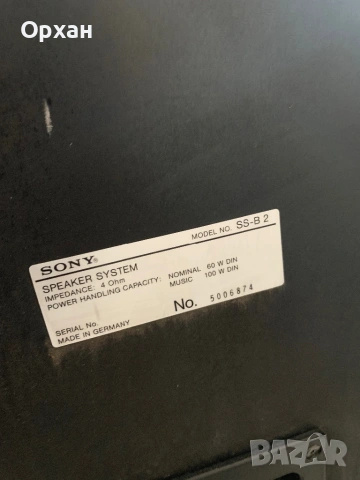 Орхан
SONY®
MODEL NO. SS-B 2
SPEAKER SYSTEM
IMPEDANCE: 4 Ohm
POWER HANDLING CAPACITY: NOMINAL 60 W DIN
MUSIC 100 W DIN
No. 5006874
SERIAL No.
MADE IN GERMANY
BAZAR